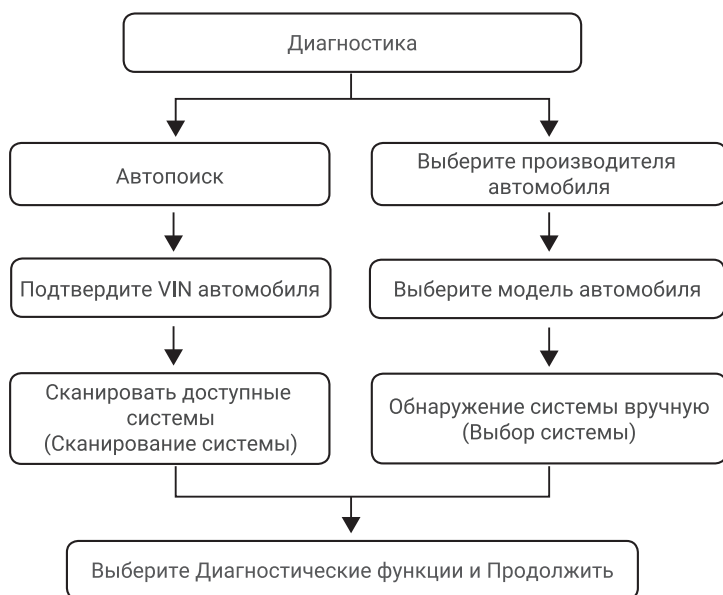 Диагностика
Автопоиск
Выберите производителя
автомобиля
Подтвердите VIN автомобиля
Выберите модель автомобиля
Сканировать доступные
системы
(Сканирование системы)
Обнаружение системы вручную
(Выбор системы)
Выберите Диагностические функции и Продолжить